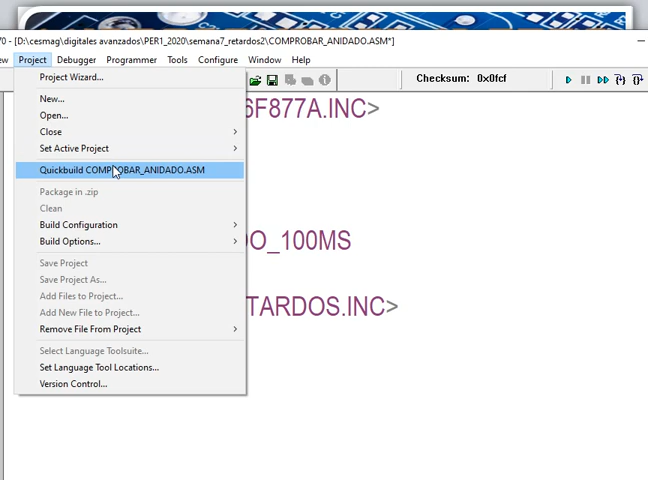 70 - [D:\cesmag\digitales avanzados\PER1_2020\semana7_retardos2\COMPROBAR_ANIDADO.ASM*]
ew Project Debugger Programmer Tools Configure Window Help
Checksum: 0x0fcf
Project Wizard...
New...
Open...
Close
Set Active Project
Quickbuild COMPROBAR_ANIDADO.ASM
Package in .zip
Clean
Build Configuration
Build Options...
Save Project
Save Project As...
Add Files to Project...
Add New File to Project...
Remove File From Project
Select Language Toolsuite...
Set Language Tool Locations...
Version Control...
6F877A.INC>
DO_100MS
TARDOS.INC>